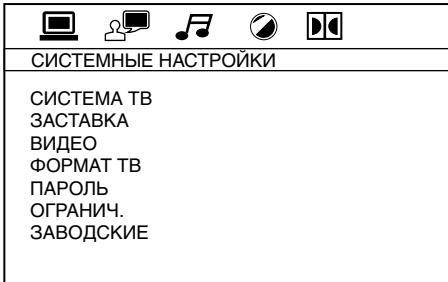 СИСТЕМНЫЕ НАСТРОЙКИ
СИСТЕМА ТВ
ЗАСТАВКА
ВИДЕО
ФОРМАТ ТВ
ПАРОЛЬ
ОГРАНИЧ.
ЗАВОДСКИЕ